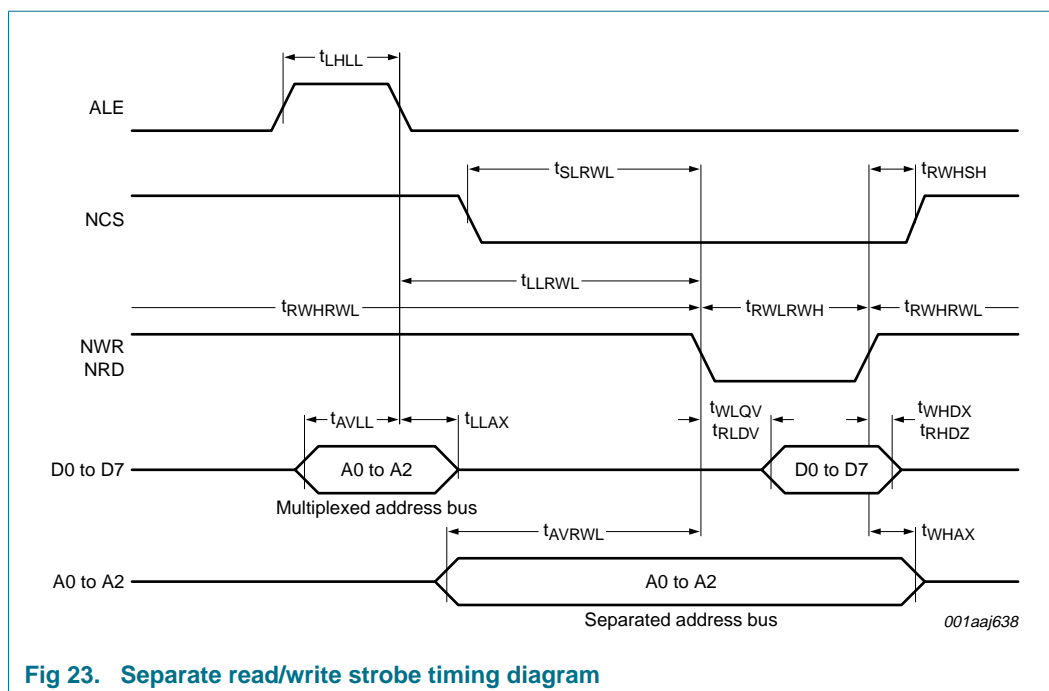 tLHLL
ALE
tSLRWL
tRWHSH
NCS
tLLRWL
tRWHRWL
tRWLRWH
tRWHRWL
NWR
NRD
tAVLL
tLLAX
tWLQV
tRLDV
tWHDX
tRHDZ
D0 to D7
A0 to A2
D0 to D7
Multiplexed address bus
tAVRWL
tWHAX
A0 to A2
A0 to A2
Separated address bus
001aaj638
Fig 23. Separate read/write strobe timing diagram